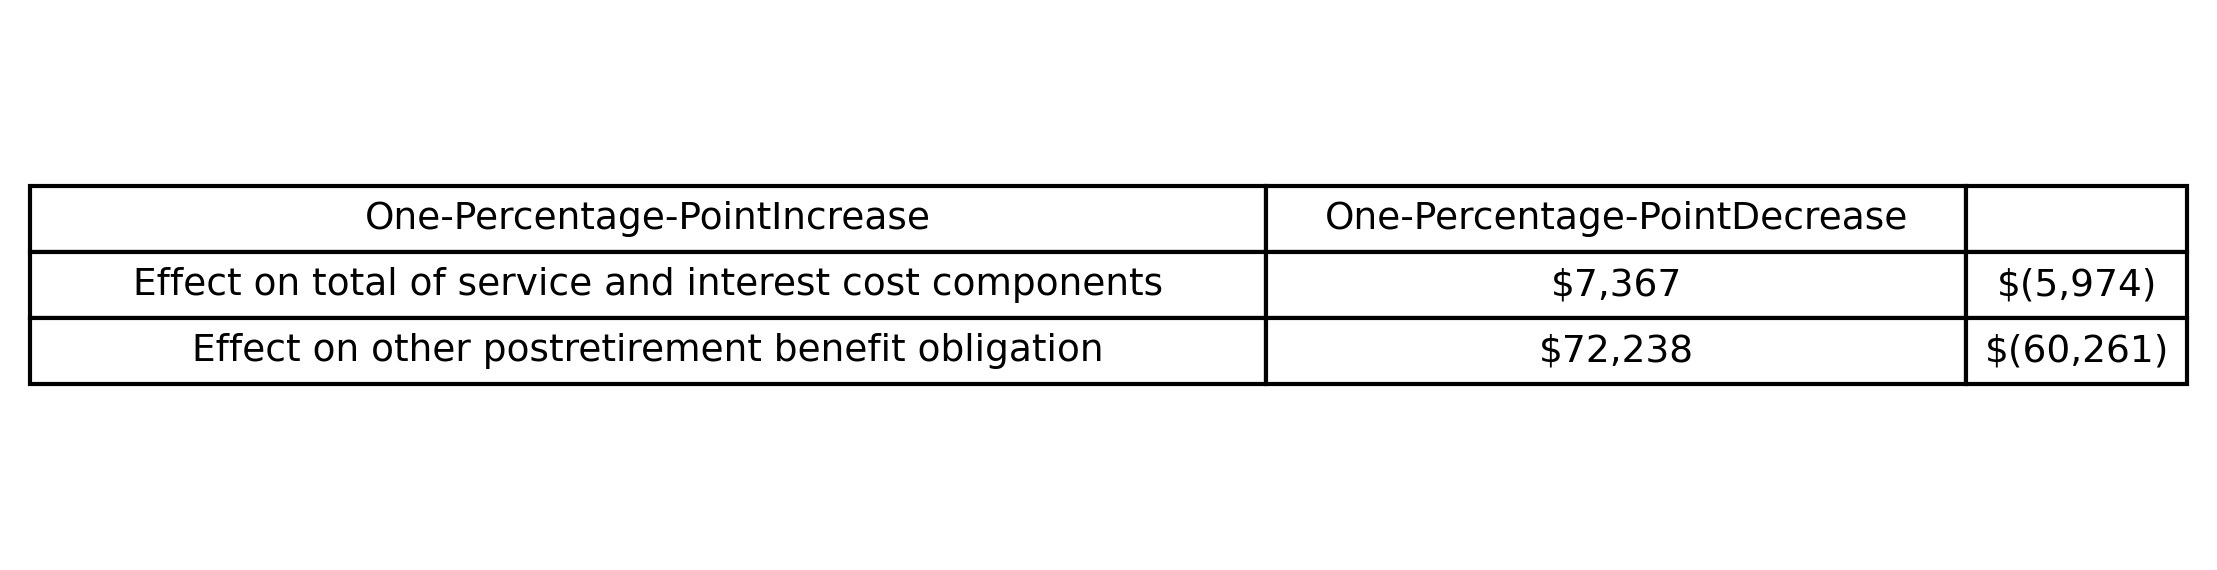 One-Percentage-PointIncrease One-Percentage-PointDecrease
Effect on total of service and interest cost components $7,367 $(5,974)
Effect on other postretirement benefit obligation $72,238 $(60,261)